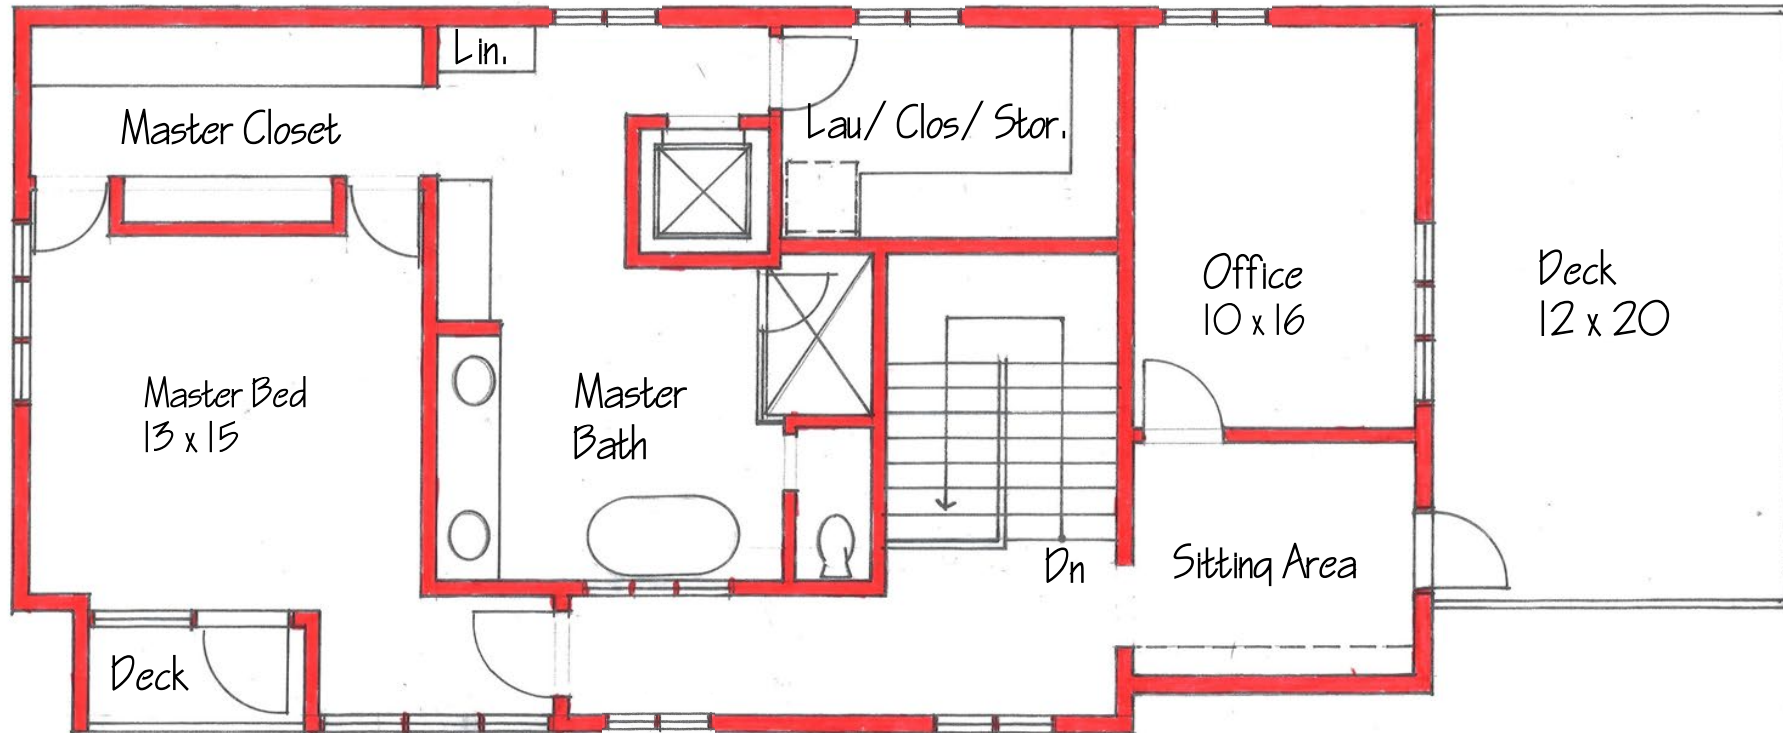 Lin.
Master Closet
Lau/ Clos/ Stor.
Office
10 x 16
Deck
12 x 20
Master Bed
13 x 15
Master
Bath
Dn
Sitting Area
Deck